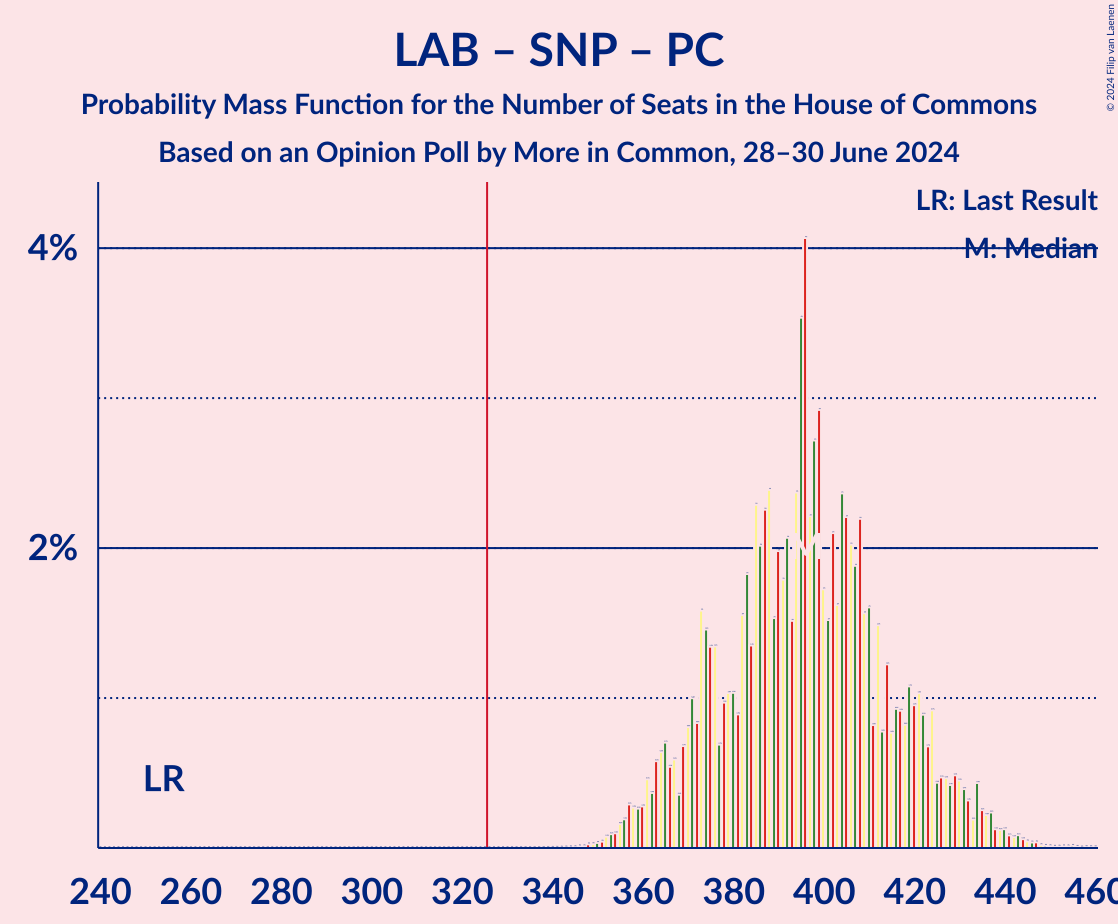 LAB – SNP – PC
Probability Mass Function for the Number of Seats in the House of Commons
Based on an Opinion Poll by More in Common, 28–30 June 2024
© 2024 Filip van Laenen
LR: Last Result
M: Median
4%
2%
LR
240 260 280 300 320 340 360 380 400 420 440 460